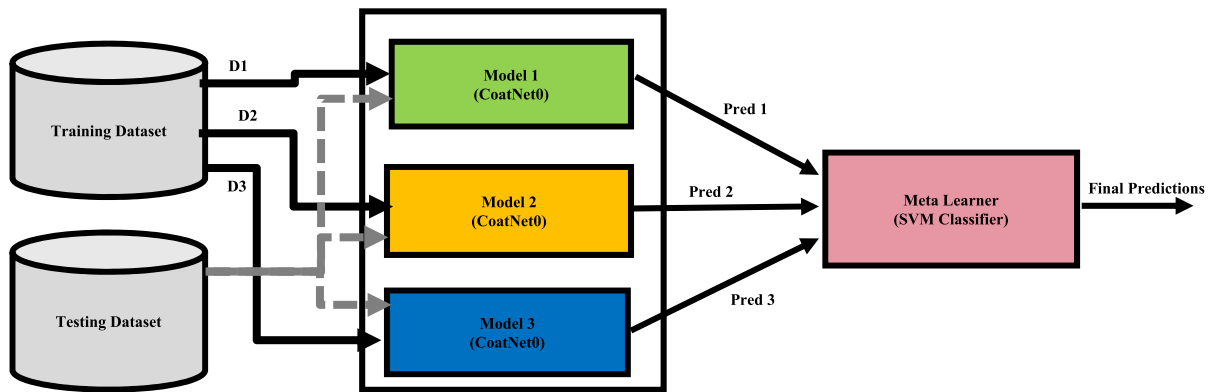 D1
Training Dataset
D2
D3
Testing Dataset
Model 1
(CoatNet0)
Model 2
(CoatNet0)
Model 3
(CoatNet0)
Pred 1
Pred 2
Pred 3
Meta Learner
(SVM Classifier)
Final Predictions